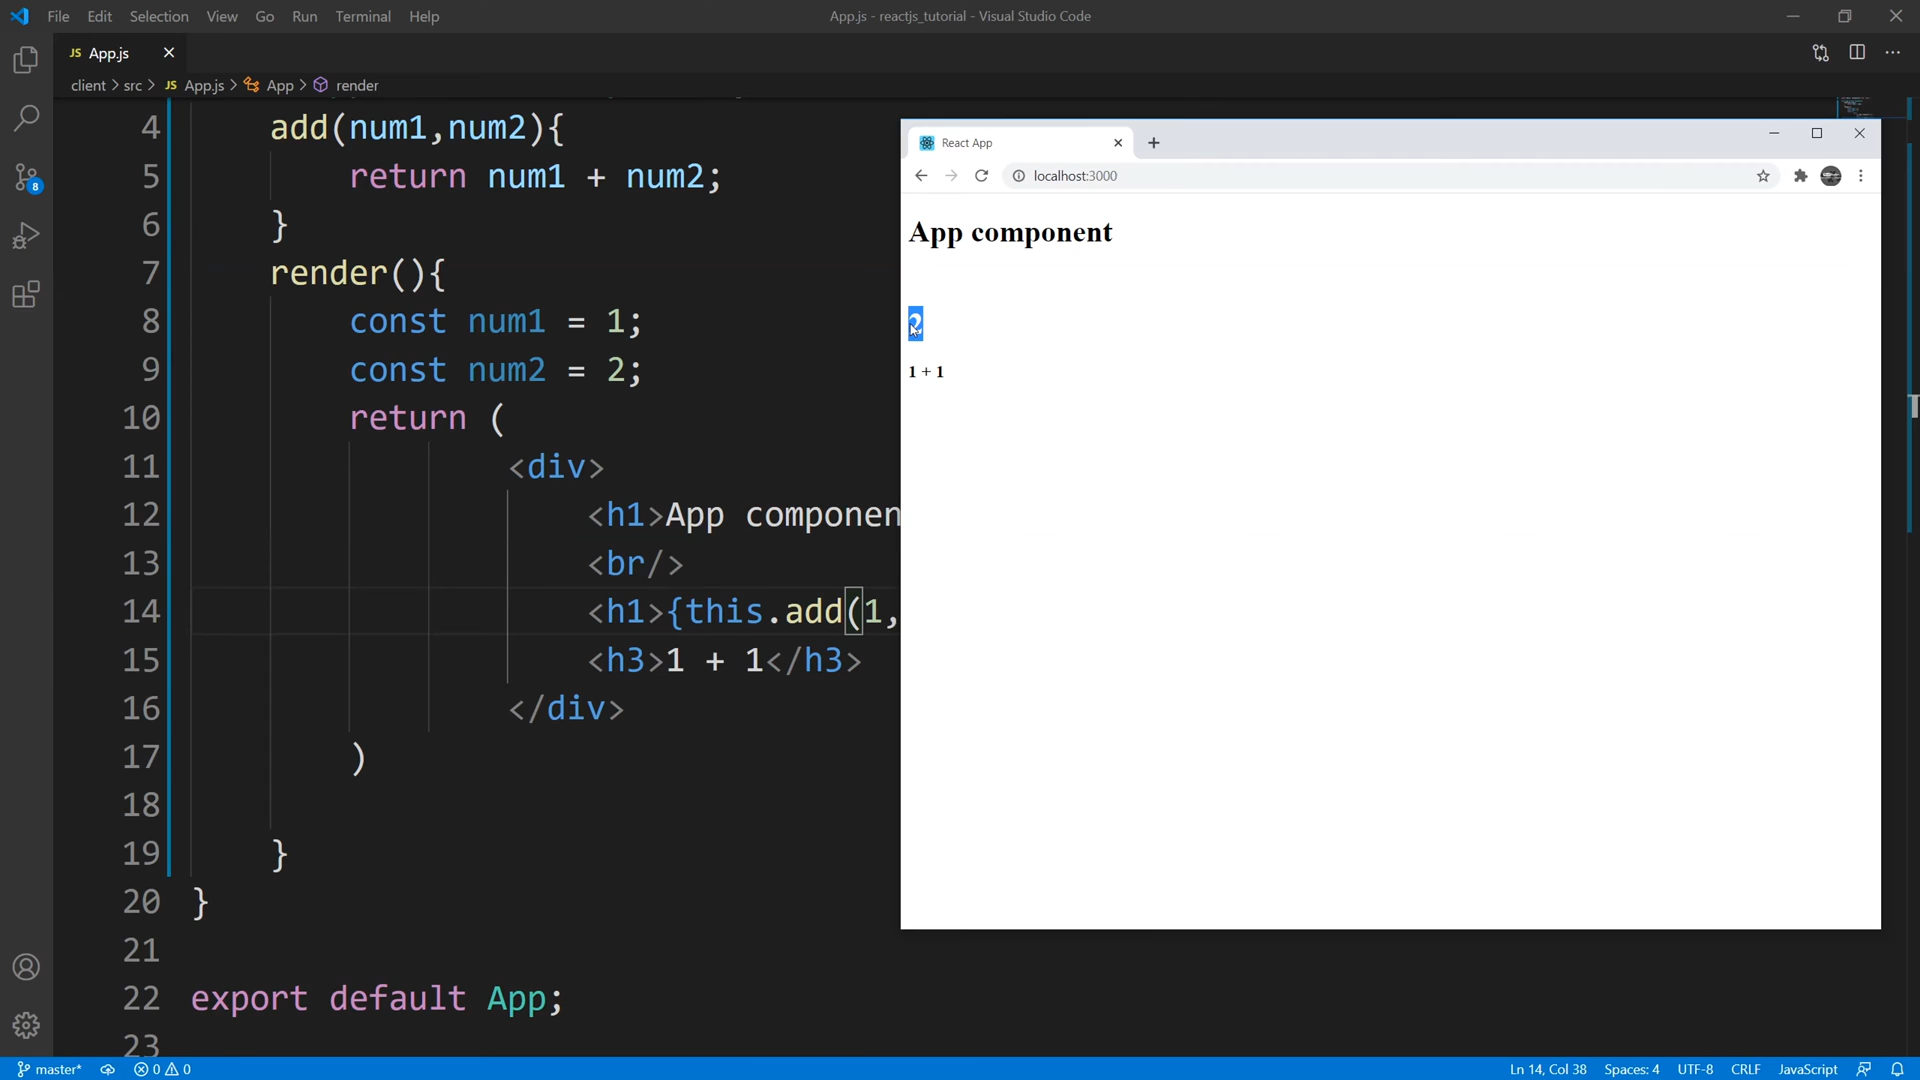 File Edit Selection View Go Run Terminal Help
App.js - reactjs_tutorial - Visual Studio Code
JS App.js
client > src > JS App.js > App > render
4 add(num1,num2){
5 return num1 + num2;
6 }
7 render(){
8 const num1 = 1;
9 const num2 = 2;
10 return (
11 <div>
12 <h1>App componen
13 <br/>
14 <h1>{this.add(1,
15 <h3>1 + 1</h3>
16 </div>
17 )
18
19 }
20 }
21
22 export default App;
23
React App
localhost:3000
App component
2
1 + 1
8
master* 0 0
Ln 14, Col 38 Spaces: 4 UTF-8 CRLF JavaScript